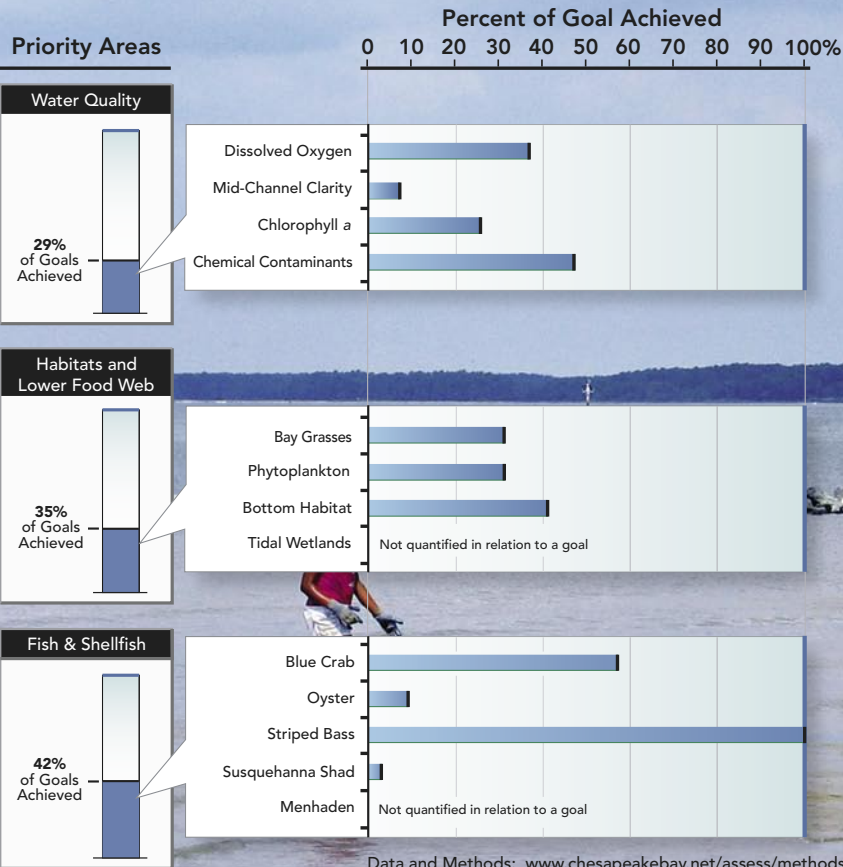 Percent of Goal Achieved
Priority Areas
0 10 20 30 40 50 60 70 80 90 100%
Water Quality
29%
of Goals
Achieved
Dissolved Oxygen
Mid-Channel Clarity
Chlorophyll a
Chemical Contaminants
Habitats and
Lower Food Web
35%
of Goals
Achieved
Bay Grasses
Phytoplankton
Bottom Habitat
Tidal Wetlands Not quantified in relation to a goal
Fish & Shellfish
42%
of Goals
Achieved
Blue Crab
Oyster
Striped Bass
Susquehanna Shad
Menhaden Not quantified in relation to a goal
Data and Methods: www.chesapeakebay.net/assess/methods